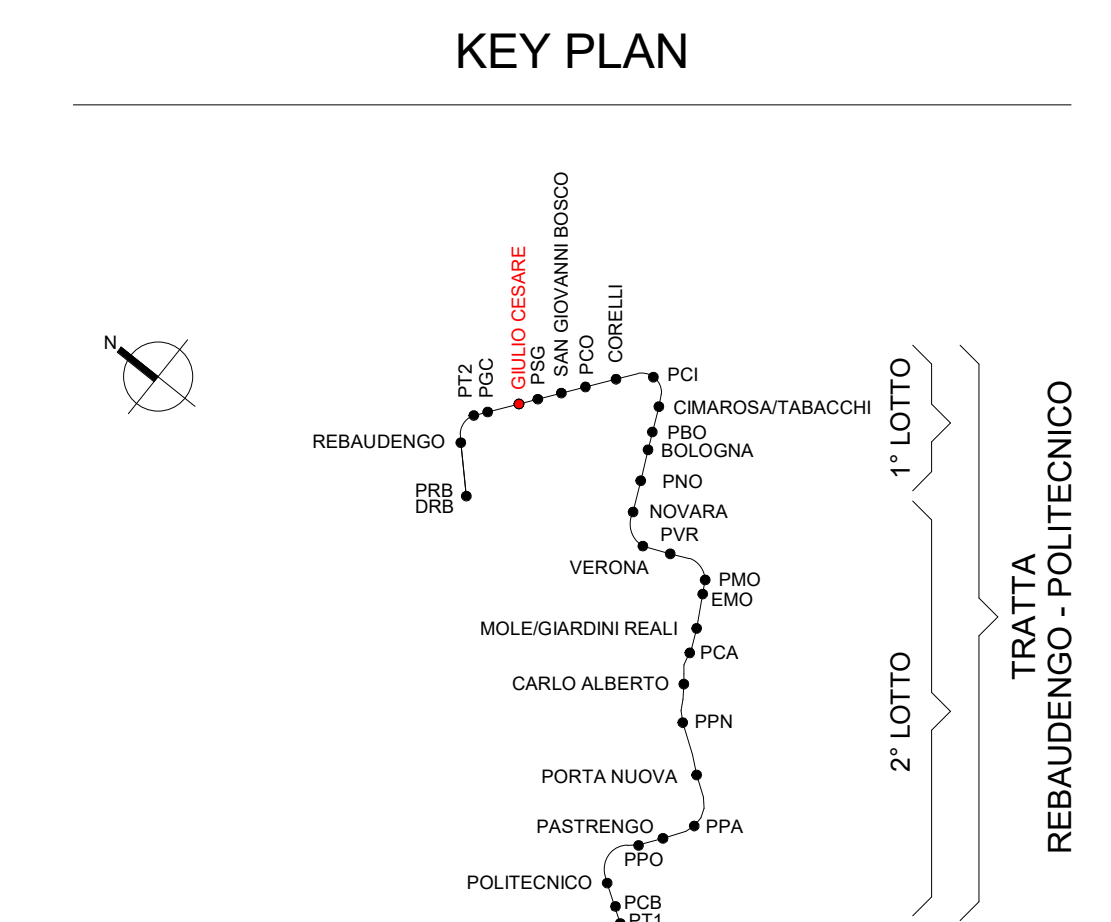 KEY PLAN
N
PT2
PGC
GIULIO CESARE
PSG
SAN GIOVANNI BOSCO
PCO
CORELLI
PCI
CIMAROSA/TABACCHI
PBO
BOLOGNA
PNO
NOVARA
PVR
VERONA
PMO
EMO
MOLE/GIARDINI REALI
PCA
CARLO ALBERTO
PPN
PORTA NUOVA
PASTRENGO
PPA
PPO
POLITECNICO
PCB
PT1
REBAUDENGO
PRB
DRB
1° LOTTO
2° LOTTO
TRATTA
REBAUDENGO - POLITECNICO